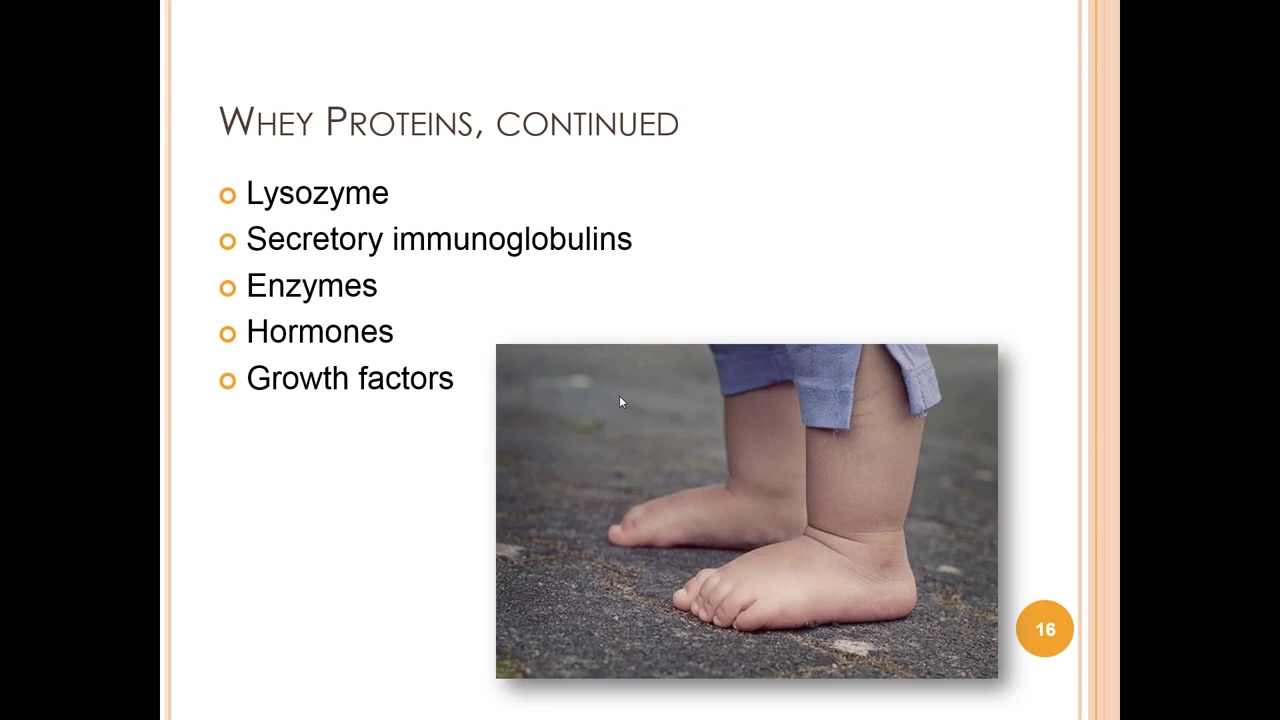 Whey Proteins, continued
Lysozyme
Secretory immunoglobulins
Enzymes
Hormones
Growth factors
16